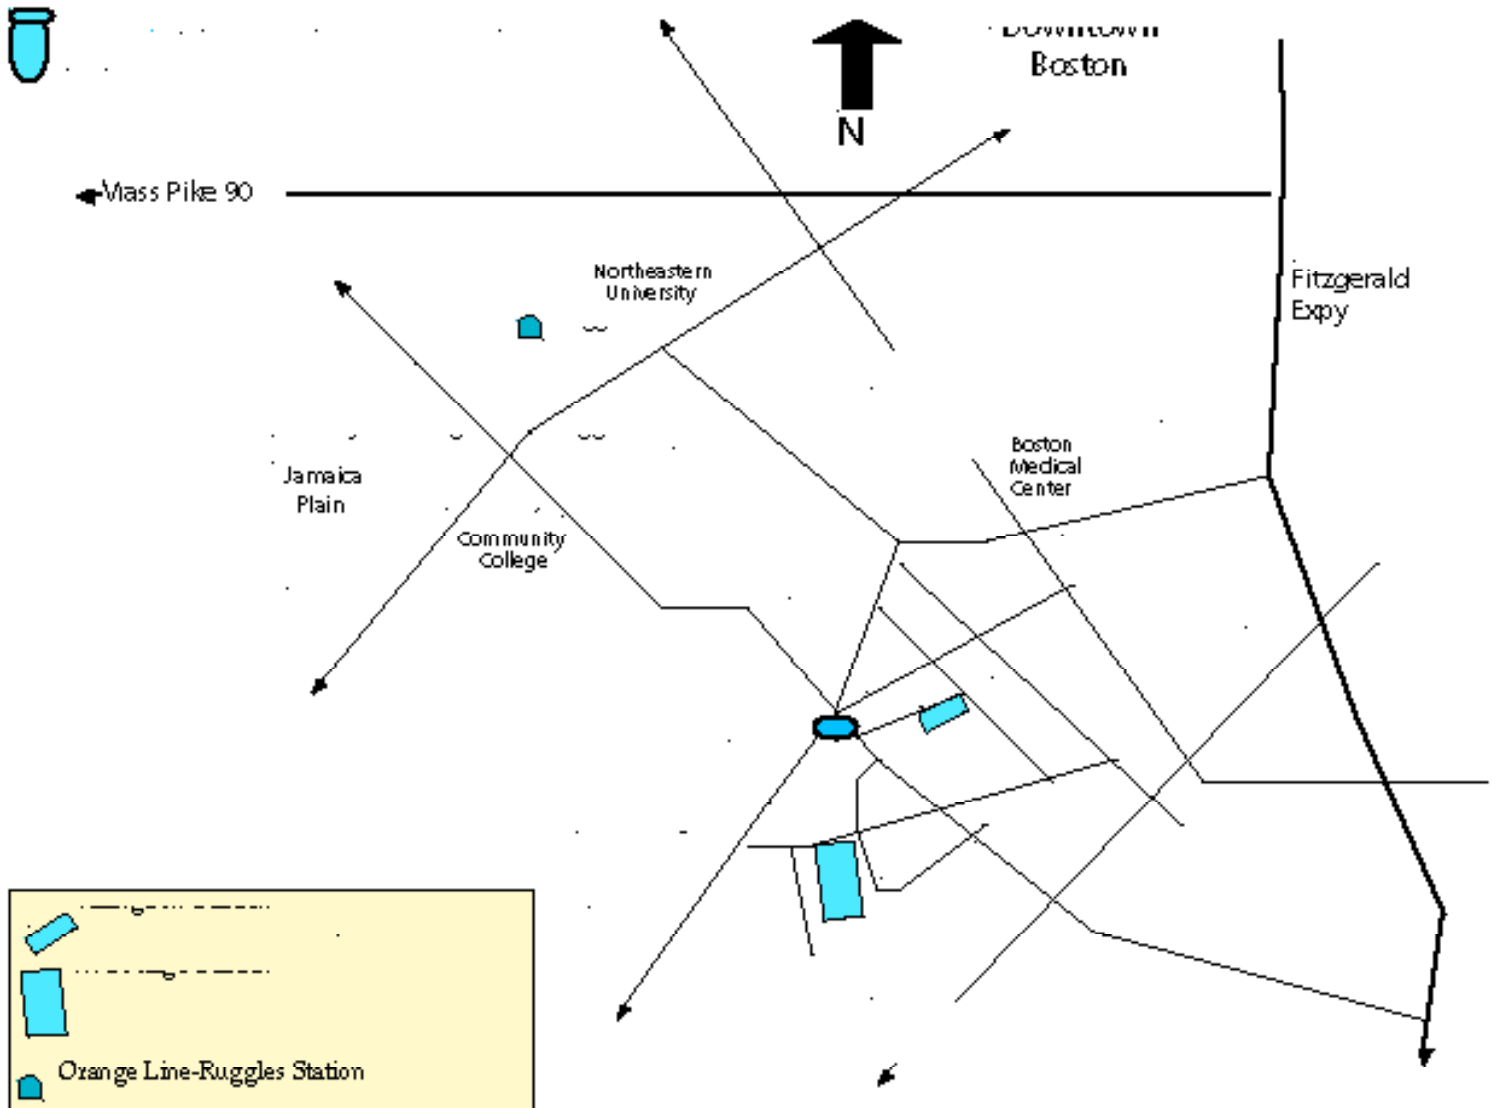 Downtown
Boston
N
Mass Pike 90
Northeastern
University
Fitzgerald
Expy
Boston
Medical
Center
Jamaica
Plain
Community
College
Orange Line-Ruggles Station